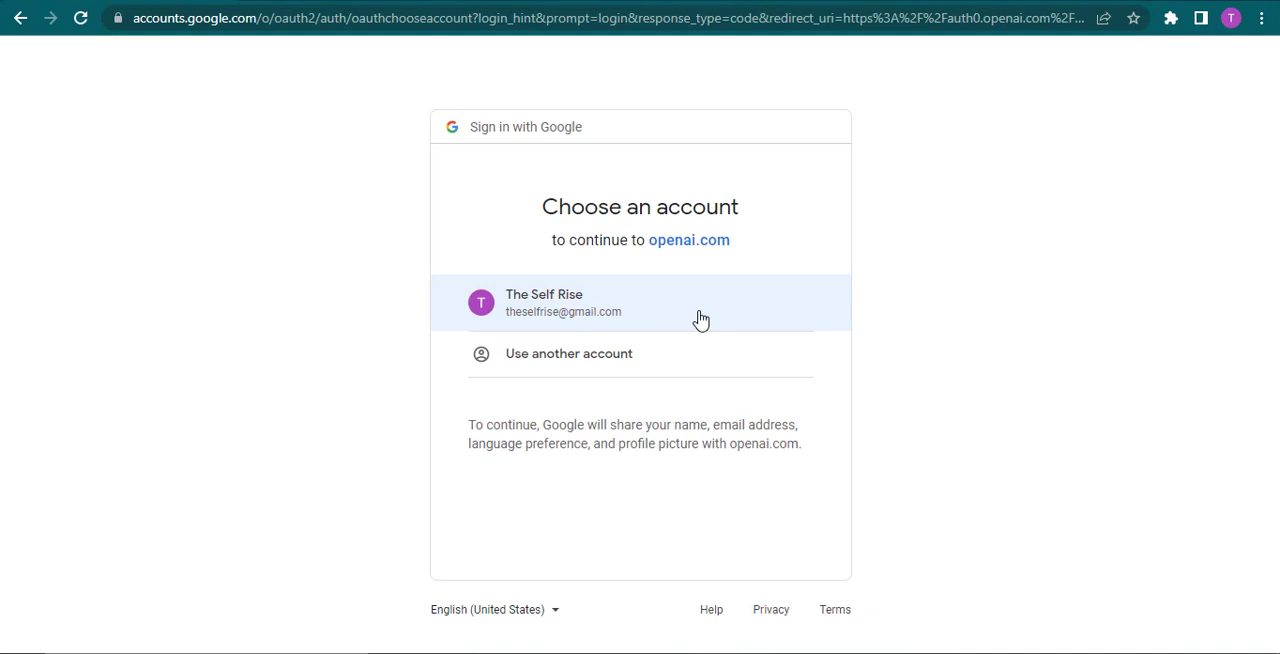 accounts.google.com/o/oauth2/auth/oauthchooseaccount?login_hint&prompt=login&response_type=code&redirect_uri=https%3A%2F%2Fauth0.openai.com%2F...
T
Sign in with Google
Choose an account
to continue to openai.com
T
The Self Rise
theselfrise@gmail.com
Use another account
To continue, Google will share your name, email address,
language preference, and profile picture with openai.com.
English (United States)
Help
Privacy
Terms